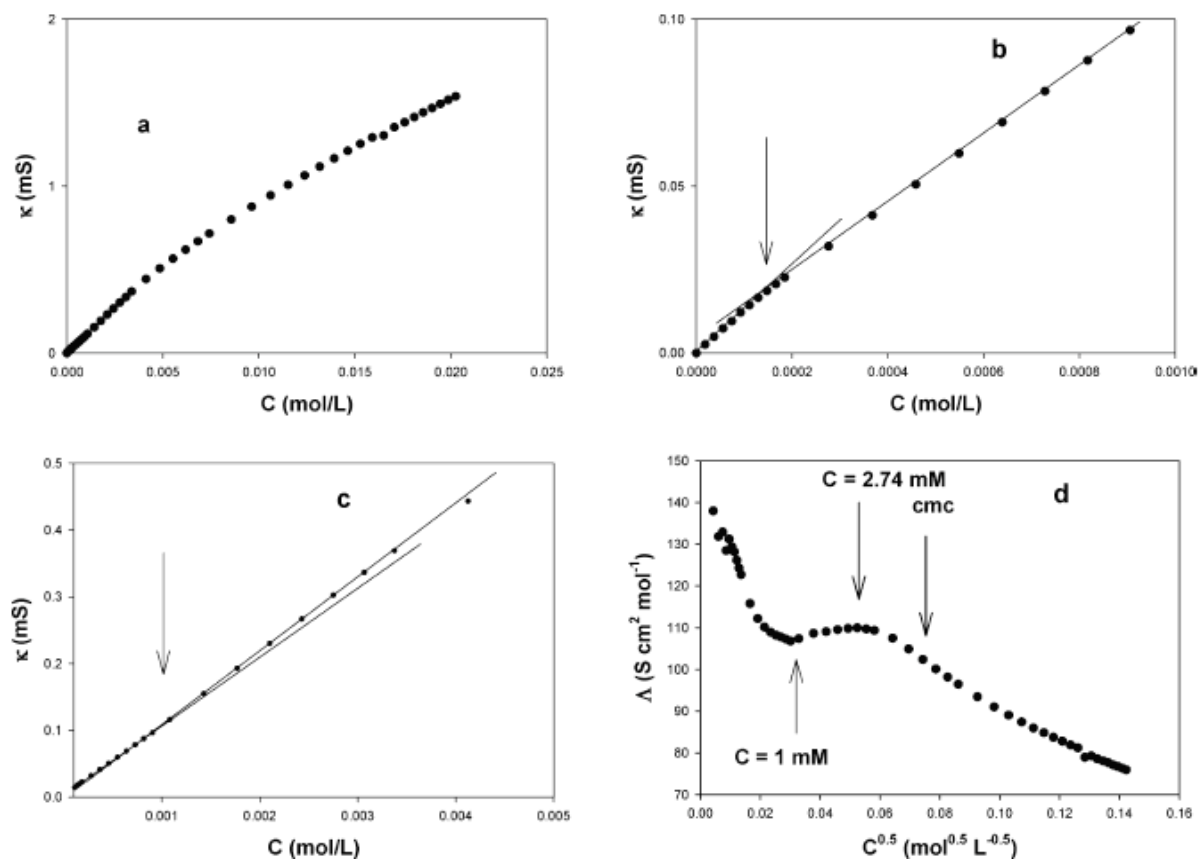 a
κ (mS)
2
1
0
0.000 0.005 0.010 0.015 0.020 0.025
C (mol/L)
b
κ (mS)
0.10
0.05
0.00
0.0000 0.0002 0.0004 0.0006 0.0008 0.0010
C (mol/L)
c
κ (mS)
0.5
0.4
0.3
0.2
0.1
0.0
0.001 0.002 0.003 0.004 0.005
C (mol/L)
d
C = 2.74 mM
cmc
C = 1 mM
Λ (S cm² mol⁻¹)
150
140
130
120
110
100
90
80
70
0.00 0.02 0.04 0.06 0.08 0.10 0.12 0.14 0.16
C⁰·⁵ (mol⁰·⁵ L⁻⁰·⁵)